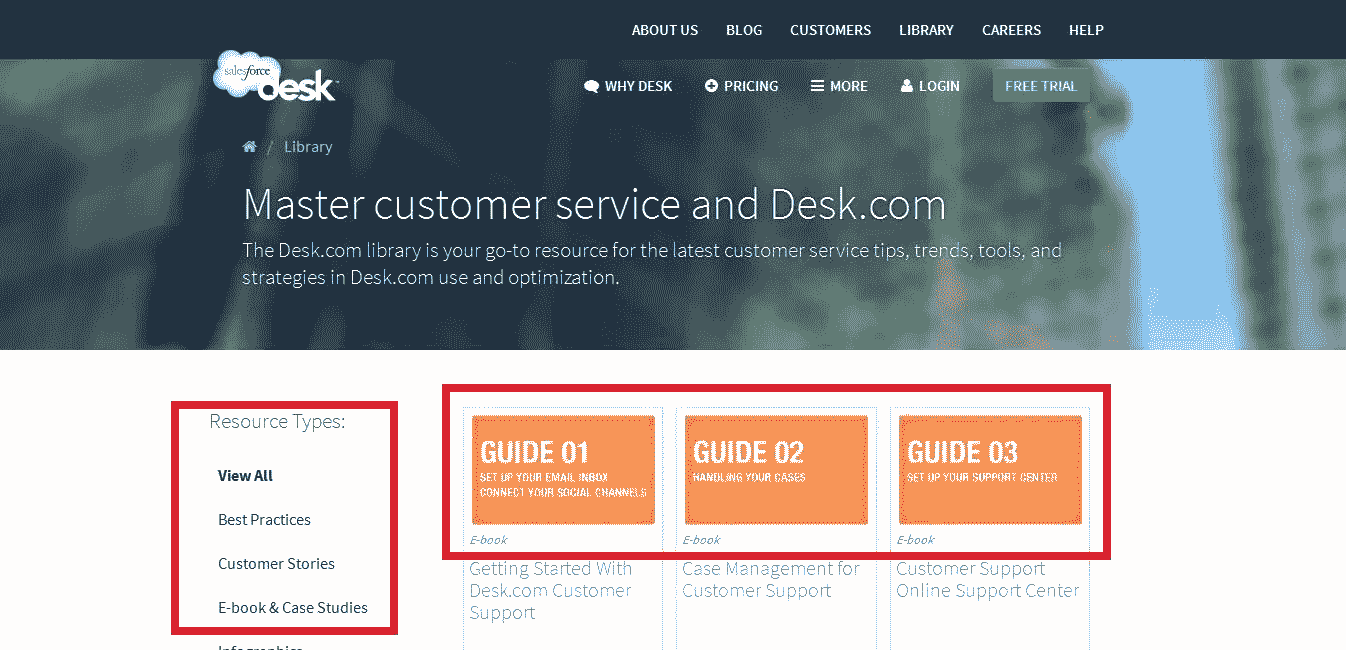 ABOUT US BLOG CUSTOMERS LIBRARY CAREERS HELP
salesforce
desk
WHY DESK PRICING MORE LOGIN FREE TRIAL
/ Library
Master customer service and Desk.com
The Desk.com library is your go-to resource for the latest customer service tips, trends, tools, and
strategies in Desk.com use and optimization.
Resource Types:
View All
Best Practices
Customer Stories
E-book & Case Studies
Infographics
GUIDE 01
SET UP YOUR EMAIL INBOX
CONNECT YOUR SOCIAL CHANNELS
E-book
Getting Started With
Desk.com Customer
Support
GUIDE 02
HANDLING YOUR CASES
E-book
Case Management for
Customer Support
GUIDE 03
SET UP YOUR SUPPORT CENTER
E-book
Customer Support
Online Support Center